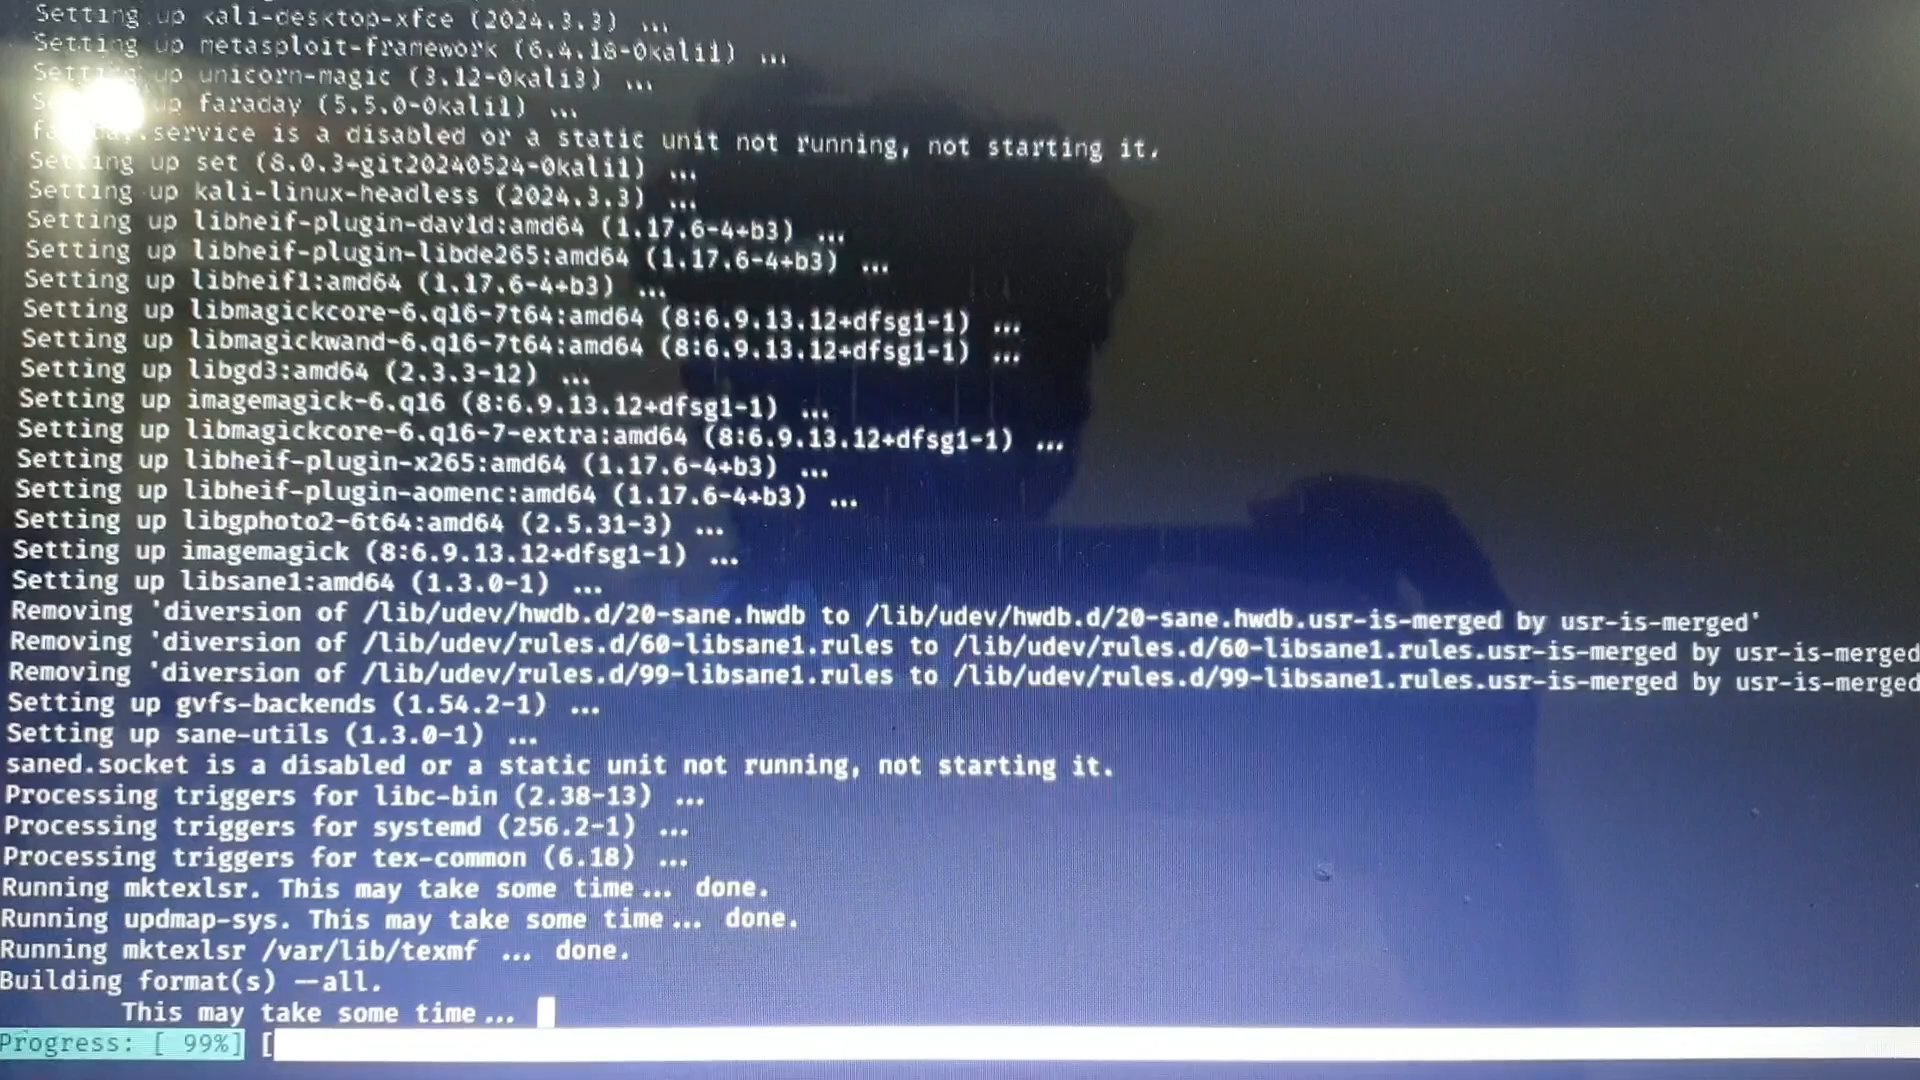 Setting up kali-desktop-xfce (2024.3.3) ...
Setting up metasploit-framework (6.4.18-0kali1) ...
Setting up unicorn-magic (3.12-0kali3) ...
up faraday (5.5.0-0kali1) ...
.service is a disabled or a static unit not running, not starting it.
Setting up set (8.0.3+git20240524-0kali1) ...
Setting up kali-linux-headless (2024.3.3) ...
Setting up libheif-plugin-dav1d:amd64 (1.17.6-4+b3) ...
Setting up libheif-plugin-libde265:amd64 (1.17.6-4+b3) ...
Setting up libheif1:amd64 (1.17.6-4+b3) ...
Setting up libmagickcore-6.q16-7t64:amd64 (8:6.9.13.12+dfsg1-1) ...
Setting up libmagickwand-6.q16-7t64:amd64 (8:6.9.13.12+dfsg1-1) ...
Setting up libgd3:amd64 (2.3.3-12) ...
Setting up imagemagick-6.q16 (8:6.9.13.12+dfsg1-1) ...
Setting up libmagickcore-6.q16-7-extra:amd64 (8:6.9.13.12+dfsg1-1) ...
Setting up libheif-plugin-x265:amd64 (1.17.6-4+b3) ...
Setting up libheif-plugin-aomenc:amd64 (1.17.6-4+b3) ...
Setting up libgphoto2-6t64:amd64 (2.5.31-3) ...
Setting up imagemagick (8:6.9.13.12+dfsg1-1) ...
Setting up libsane1:amd64 (1.3.0-1) ...
Removing 'diversion of /lib/udev/hwdb.d/20-sane.hwdb to /lib/udev/hwdb.d/20-sane.hwdb.usr-is-merged by usr-is-merged'
Removing 'diversion of /lib/udev/rules.d/60-libsane1.rules to /lib/udev/rules.d/60-libsane1.rules.usr-is-merged by usr-is-merged
Removing 'diversion of /lib/udev/rules.d/99-libsane1.rules to /lib/udev/rules.d/99-libsane1.rules.usr-is-merged by usr-is-merged
Setting up gvfs-backends (1.54.2-1) ...
Setting up sane-utils (1.3.0-1) ...
saned.socket is a disabled or a static unit not running, not starting it.
Processing triggers for libc-bin (2.38-13) ...
Processing triggers for systemd (256.2-1) ...
Processing triggers for tex-common (6.18) ...
Running mktexlsr. This may take some time... done.
Running updmap-sys. This may take some time... done.
Running mktexlsr /var/lib/texmf ... done.
Building format(s) --all.
This may take some time...
Progress: [ 99%] [